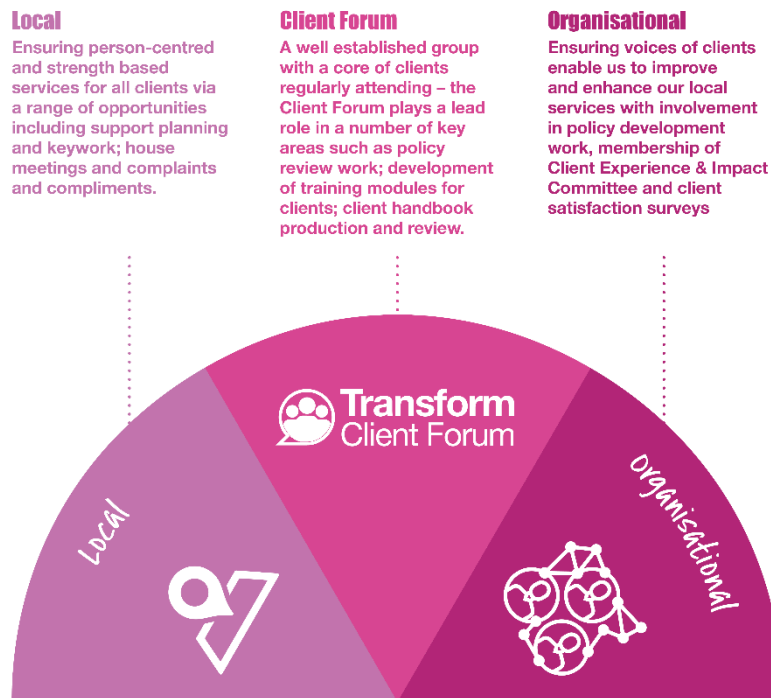 Local
Ensuring person-centred
and strength based
services for all clients via
a range of opportunities
including support planning
and keywork; house
meetings and complaints
and compliments.
Client Forum
A well established group
with a core of clients
regularly attending – the
Client Forum plays a lead
role in a number of key
areas such as policy
review work; development
of training modules for
clients; client handbook
production and review.
Organisational
Ensuring voices of clients
enable us to improve
and enhance our local
services with involvement
in policy development
work, membership of
Client Experience & Impact
Committee and client
satisfaction surveys
Transform
Client Forum
Local
organisational